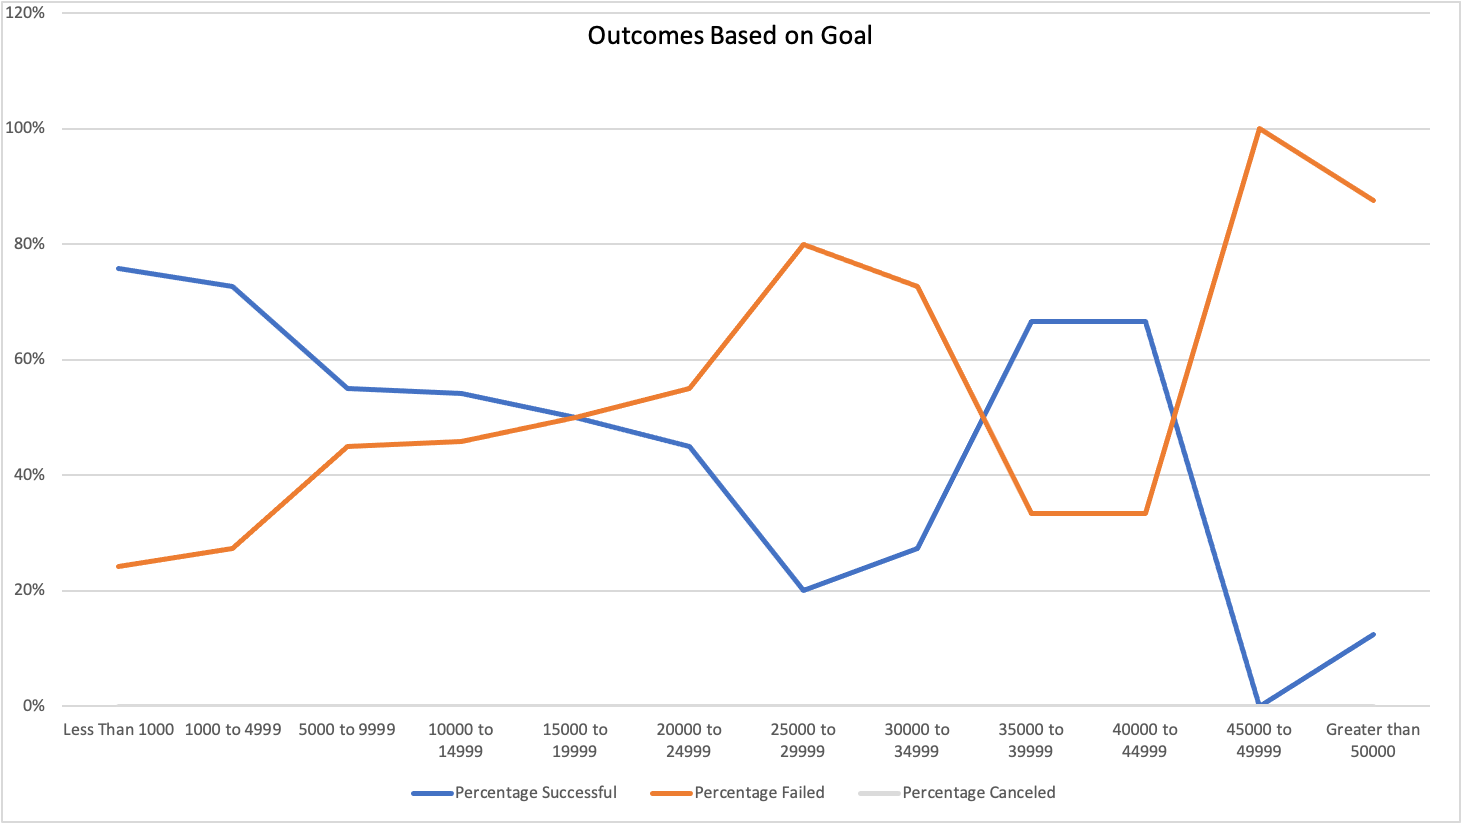 Outcomes Based on Goal
120%
100%
80%
60%
40%
20%
0%
Less Than 1000
1000 to 4999
5000 to 9999
10000 to
14999
15000 to
19999
20000 to
24999
25000 to
29999
30000 to
34999
35000 to
39999
40000 to
44999
45000 to
49999
Greater than
50000
Percentage Successful
Percentage Failed
Percentage Canceled